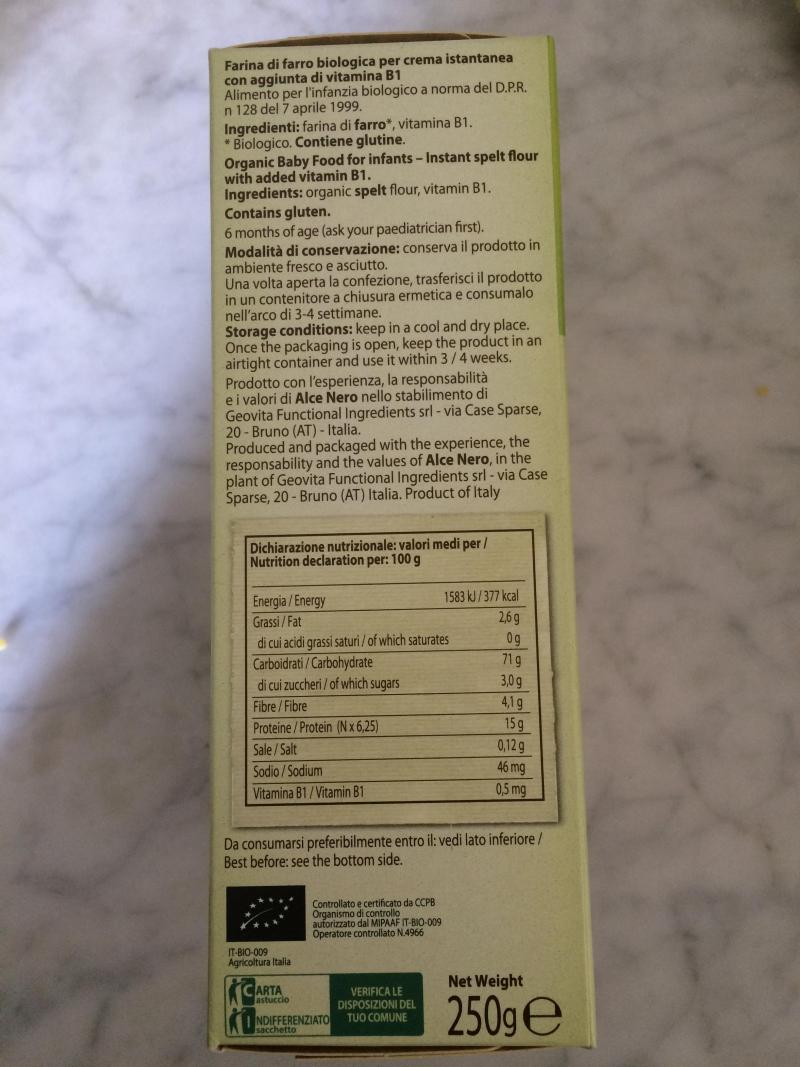 Farina di farro biologica per crema istantanea
con aggiunta di vitamina B1
Alimento per l'infanzia biologico a norma del D.P.R.
n 128 del 7 aprile 1999.
Ingredienti: farina di farro*, vitamina B1.
* Biologico. Contiene glutine.
Organic Baby Food for infants – Instant spelt flour
with added vitamin B1.
Ingredients: organic spelt flour, vitamin B1.
Contains gluten.
6 months of age (ask your paediatrician first).
Modalità di conservazione: conserva il prodotto in
ambiente fresco e asciutto.
Una volta aperta la confezione, trasferisci il prodotto
in un contenitore a chiusura ermetica e consumalo
nell'arco di 3-4 settimane.
Storage conditions: keep in a cool and dry place.
Once the packaging is open, keep the product in an
airtight container and use it within 3 / 4 weeks.
Prodotto con l'esperienza, la responsabilità
e i valori di Alce Nero nello stabilimento di
Geovita Functional Ingredients srl - via Case Sparse,
20 - Bruno (AT) - Italia.
Produced and packaged with the experience, the
responsability and the values of Alce Nero, in the
plant of Geovita Functional Ingredients srl - via Case
Sparse, 20 - Bruno (AT) Italia. Product of Italy
Dichiarazione nutrizionale: valori medi per /
Nutrition declaration per: 100 g
Energia / Energy 1583 kJ / 377 kcal
Grassi / Fat 2,6 g
di cui acidi grassi saturi / of which saturates 0 g
Carboidrati / Carbohydrate 71 g
di cui zuccheri / of which sugars 3,0 g
Fibre / Fibre 4,1 g
Proteine / Protein (N x 6,25) 15 g
Sale / Salt 0,12 g
Sodio / Sodium 46 mg
Vitamina B1 / Vitamin B1 0,5 mg
Da consumarsi preferibilmente entro il: vedi lato inferiore /
Best before: see the bottom side.
Controllato e certificato da CCPB
Organismo di controllo
autorizzato dal MIPAAF IT-BIO-009
Operatore controllato N.4966
IT-BIO-009
Agricoltura Italia
CARTA
astuccio
INDIFFERENZIATO
sacchetto
VERIFICA LE
DISPOSIZIONI DEL
TUO COMUNE
Net Weight
250g e